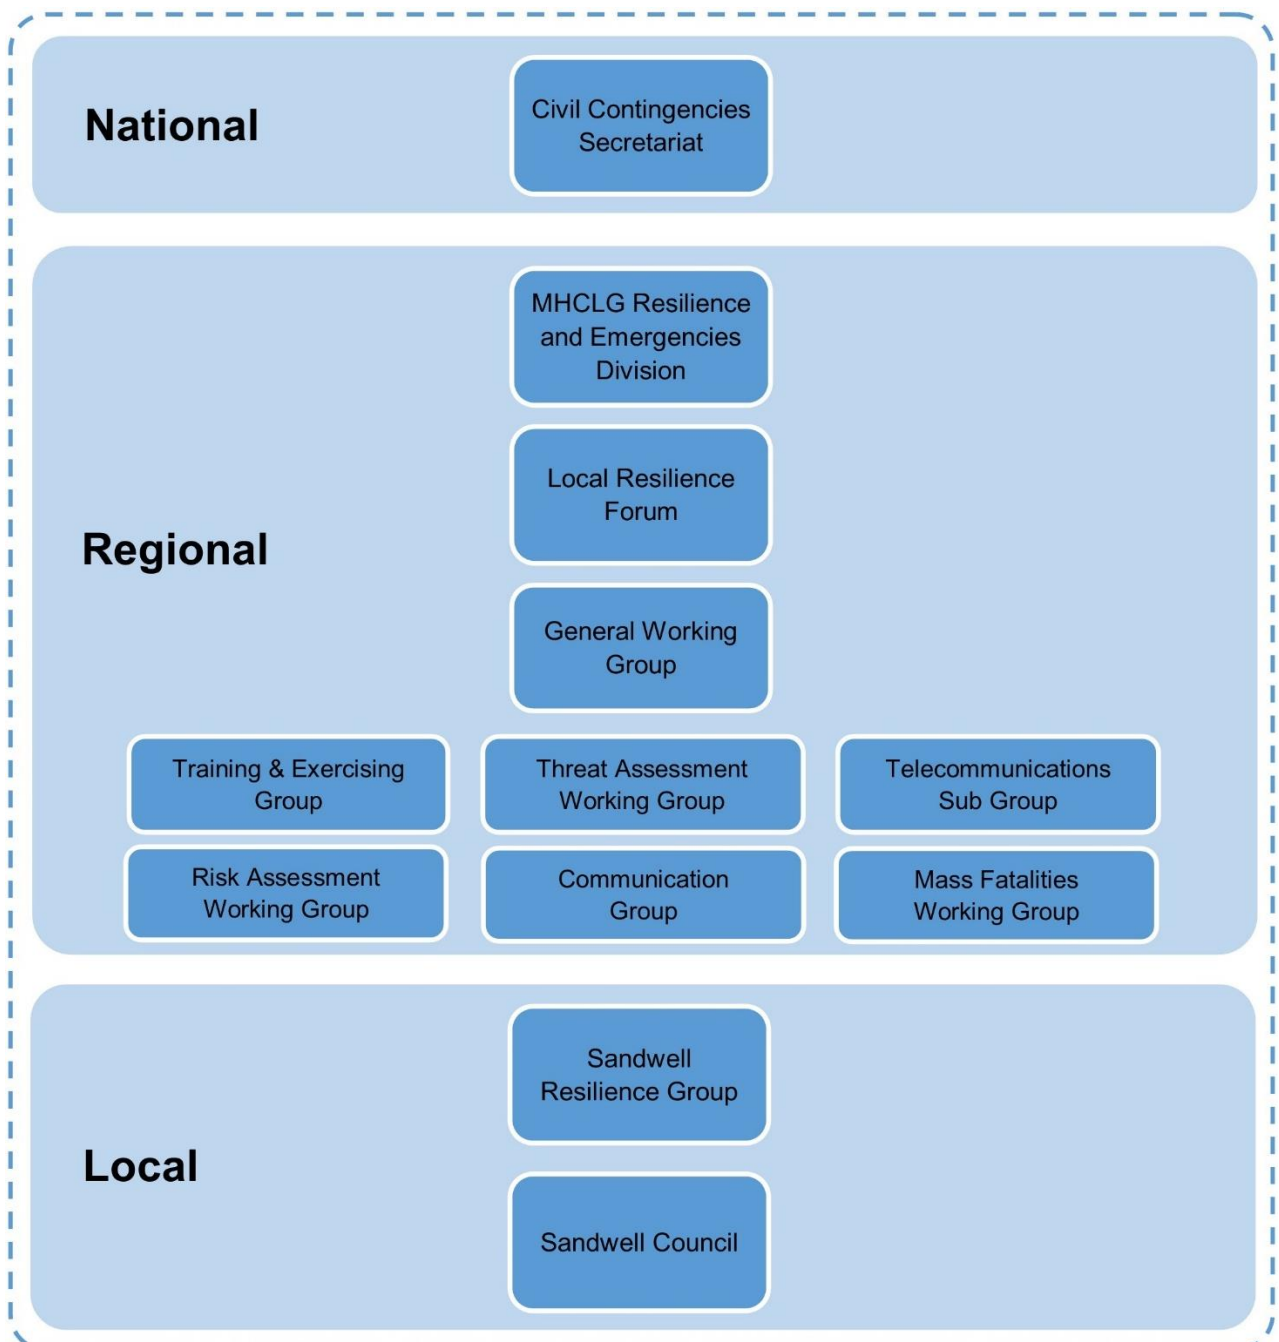 National
Civil Contingencies
Secretariat
Regional
MHCLG Resilience
and Emergencies
Division
Local Resilience
Forum
General Working
Group
Training & Exercising
Group
Threat Assessment
Working Group
Telecommunications
Sub Group
Risk Assessment
Working Group
Communication
Group
Mass Fatalities
Working Group
Local
Sandwell
Resilience Group
Sandwell Council